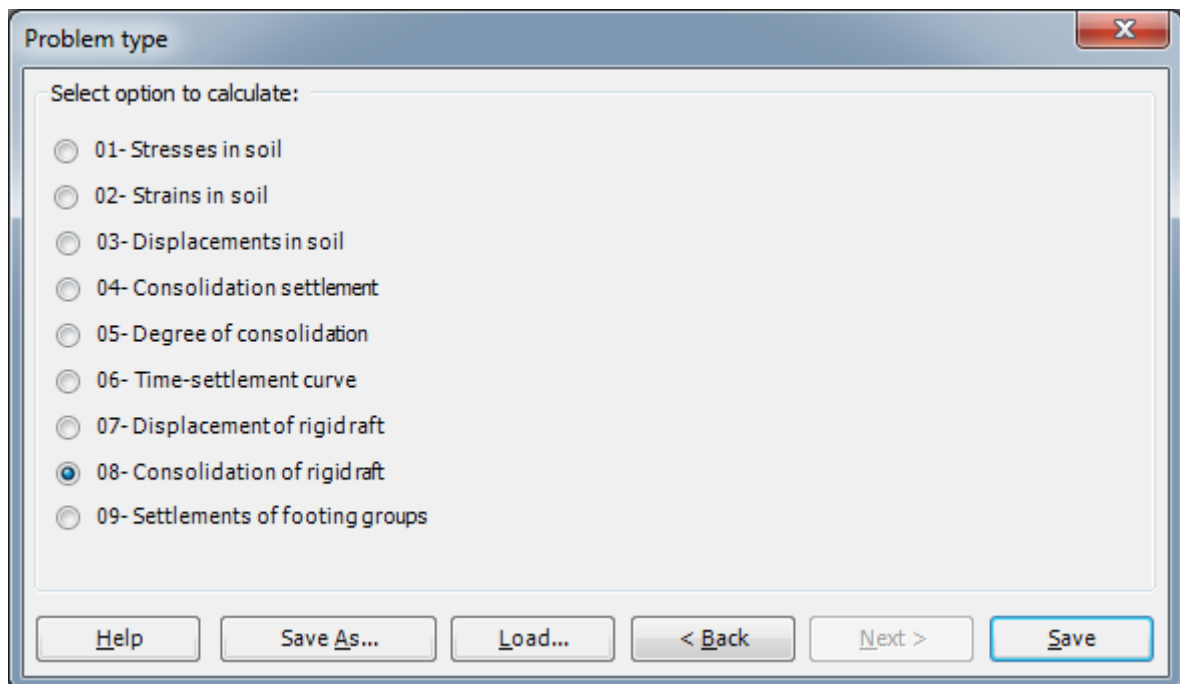 Problem type
Select option to calculate:
01- Stresses in soil
02- Strains in soil
03- Displacements in soil
04- Consolidation settlement
05- Degree of consolidation
06- Time-settlement curve
07- Displacement of rigid raft
08- Consolidation of rigid raft
09- Settlements of footing groups
Help Save As... Load... < Back Next > Save